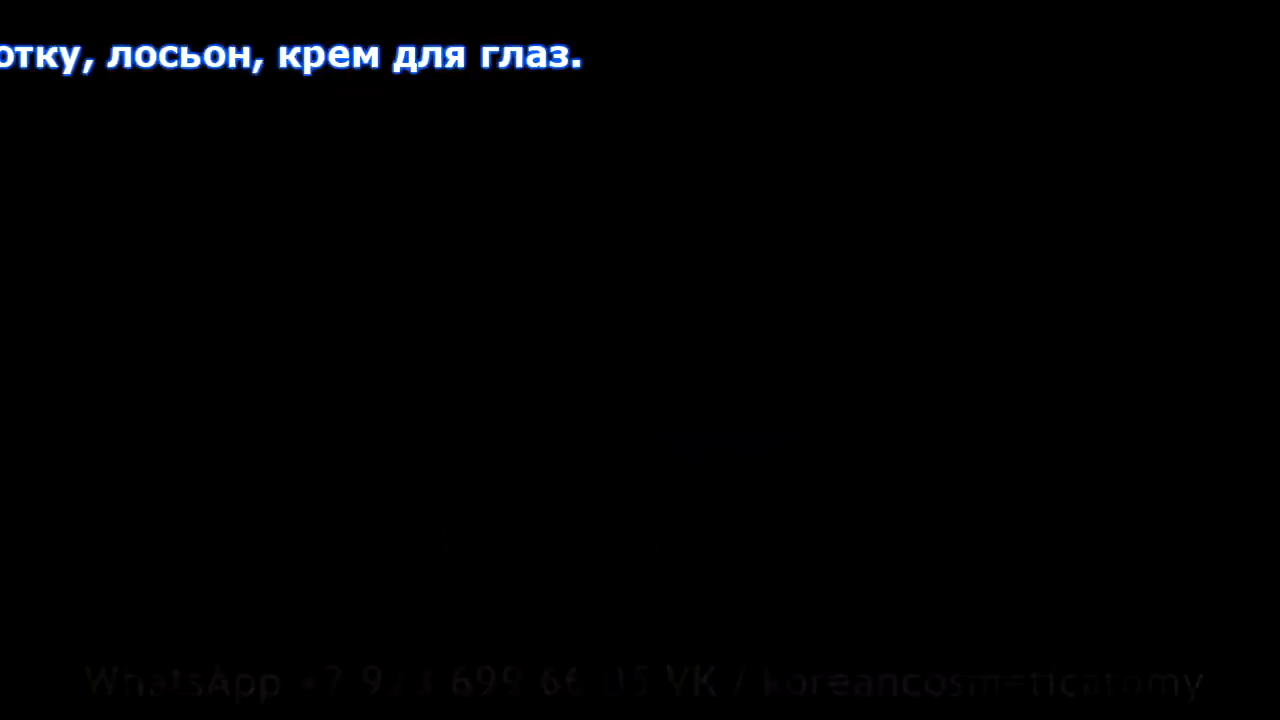 отку, лосьон, крем для глаз.
WhatsApp VK / koreancosmeticatomy